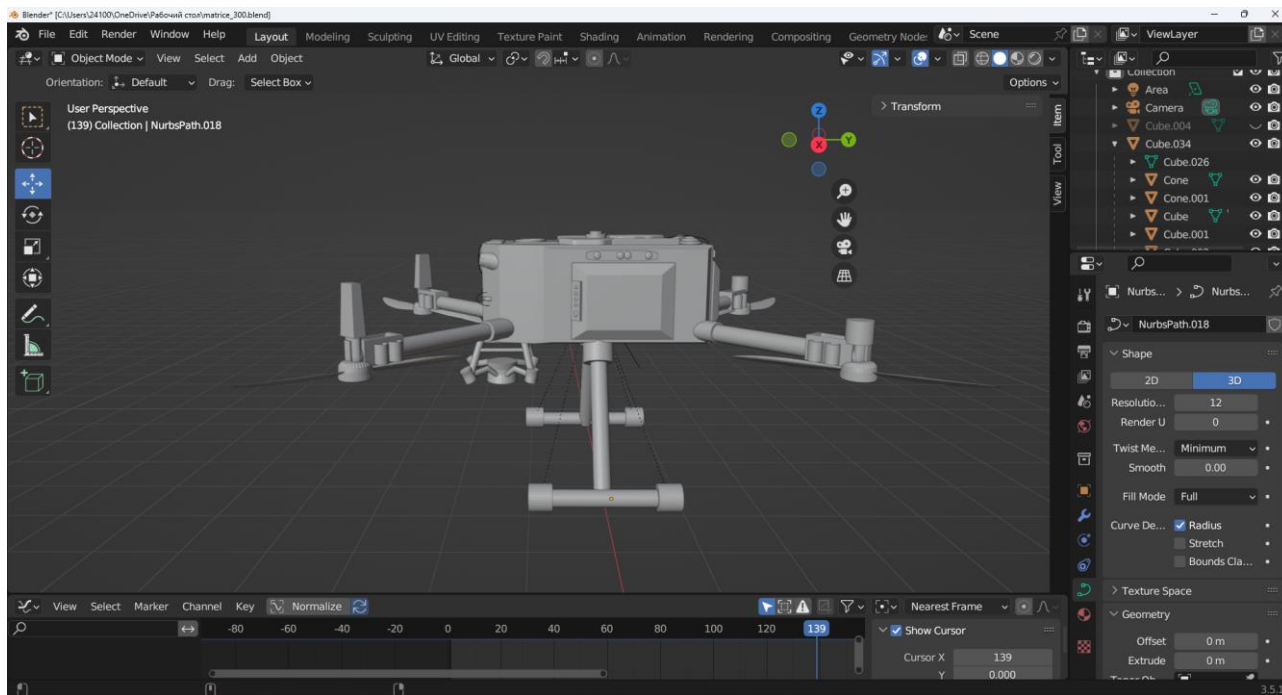 Blender* [C:\Users\24100\OneDrive\Рабочий стол\matrice_300.blend]
File Edit Render Window Help Layout Modeling Sculpting UV Editing Texture Paint Shading Animation Rendering Compositing Geometry Node Scene ViewLayer
Object Mode View Select Add Object Global
Orientation: Default Drag: Select Box Options
User Perspective
(139) Collection | NurbsPath.018
Transform
Z
Y
X
Item
Tool
View
Collection
Area
Camera
Cube.004
Cube.034
Cube.026
Cone
Cone.001
Cube
Cube.001
Nurbs... > Nurbs...
NurbsPath.018
Shape
2D 3D
Resolutio... 12
Render U 0
Twist Me... Minimum
Smooth 0.00
Fill Mode Full
Curve De... Radius
Stretch
Bounds Cla...
Texture Space
Geometry
Offset 0 m
Extrude 0 m
View Select Marker Channel Key Normalize Nearest Frame
-80 -60 -40 -20 0 20 40 60 80 100 120 139
Show Cursor
Cursor X 139
Y 0.000